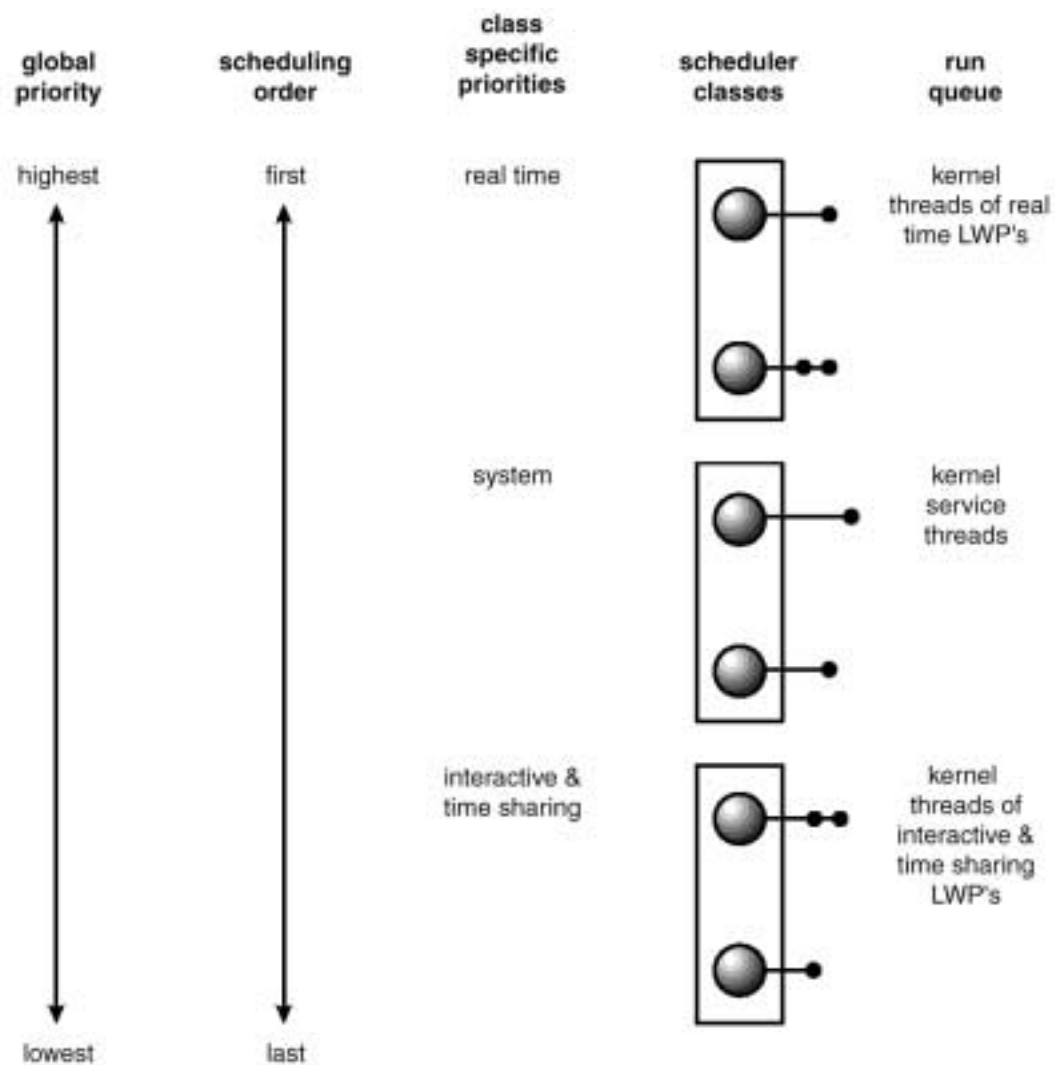 global
priority
scheduling
order
class
specific
priorities
scheduler
classes
run
queue
highest
first
real time
kernel
threads of real
time LWP's
system
kernel
service
threads
interactive &
time sharing
kernel
threads of
interactive &
time sharing
LWP's
lowest
last